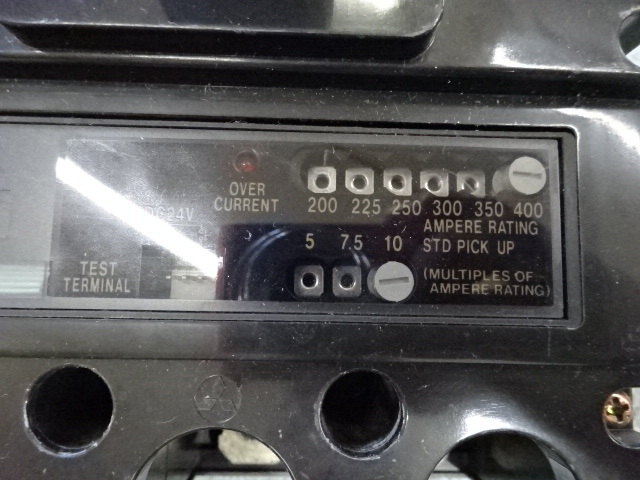 OVER
CURRENT
DC24V
200 225 250 300 350 400
AMPERE RATING
5 7.5 10 STD PICK UP
TEST
TERMINAL
(MULTIPLES OF
AMPERE RATING)